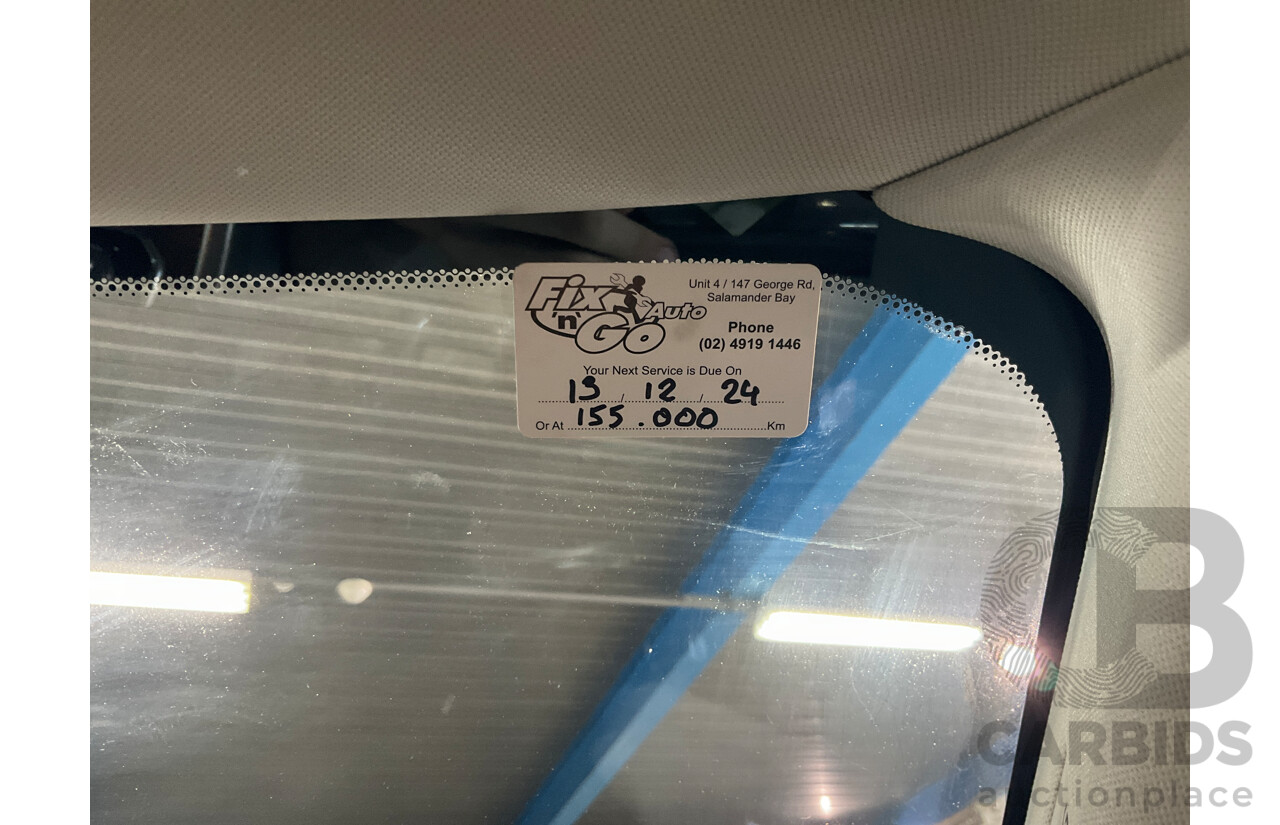 Fix 'n' Go Auto
Unit 4 / 147 George Rd,
Salamander Bay
Phone
(02) 4919 1446
Your Next Service is Due On
13 / 12 / 24
Or At 155.000 Km
CB
CARBIDS
auctionplace